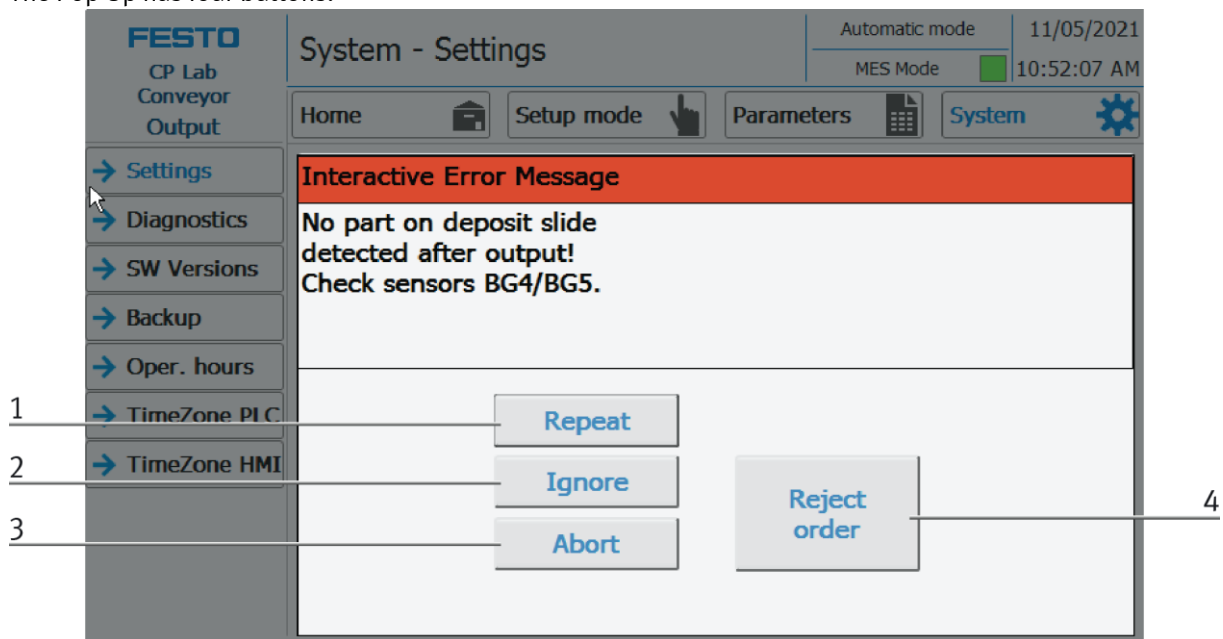 The Pop Up has four buttons:
FESTO
CP Lab
Conveyor
Output
System - Settings
Automatic mode
MES Mode
11/05/2021
10:52:07 AM
Home
Setup mode
Parameters
System
Settings
Diagnostics
SW Versions
Backup
Oper. hours
TimeZone PLC
TimeZone HMI
Interactive Error Message
No part on deposit slide
detected after output!
Check sensors BG4/BG5.
1
Repeat
2
Ignore
3
Abort
Reject
order
4